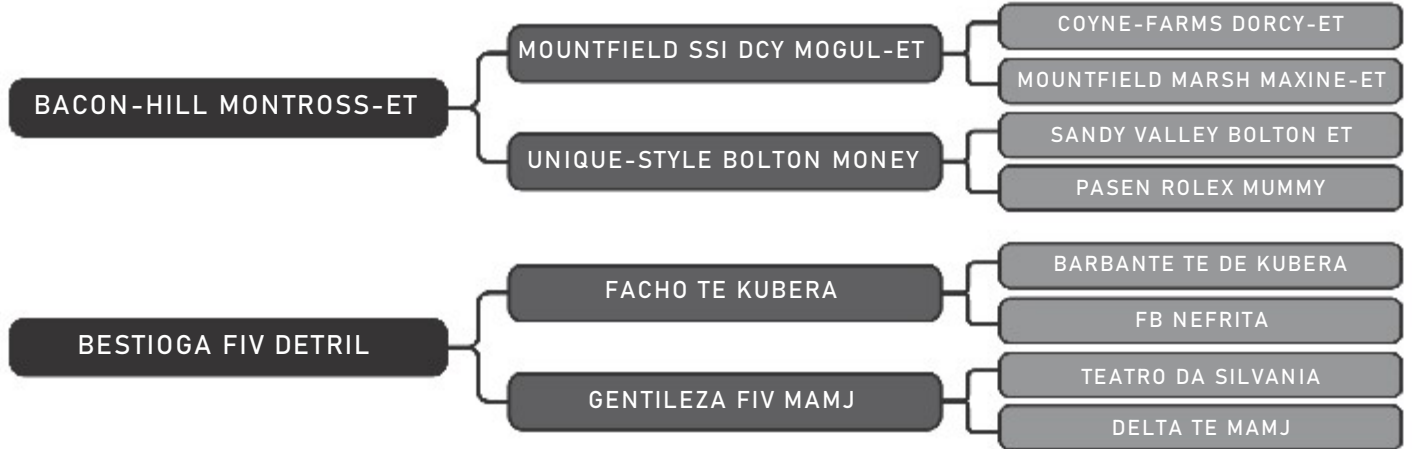 COYNE-FARMS DORCY-ET
MOUNTFIELD SSI DCY MOGUL-ET
MOUNTFIELD MARSH MAXINE-ET
BACON-HILL MONTROSS-ET
SANDY VALLEY BOLTON ET
UNIQUE-STYLE BOLTON MONEY
PASEN ROLEX MUMMY
BARBANTE TE DE KUBERA
FACHO TE KUBERA
FB NEFRITA
BESTIOGA FIV DETRIL
TEATRO DA SILVANIA
GENTILEZA FIV MAMJ
DELTA TE MAMJ